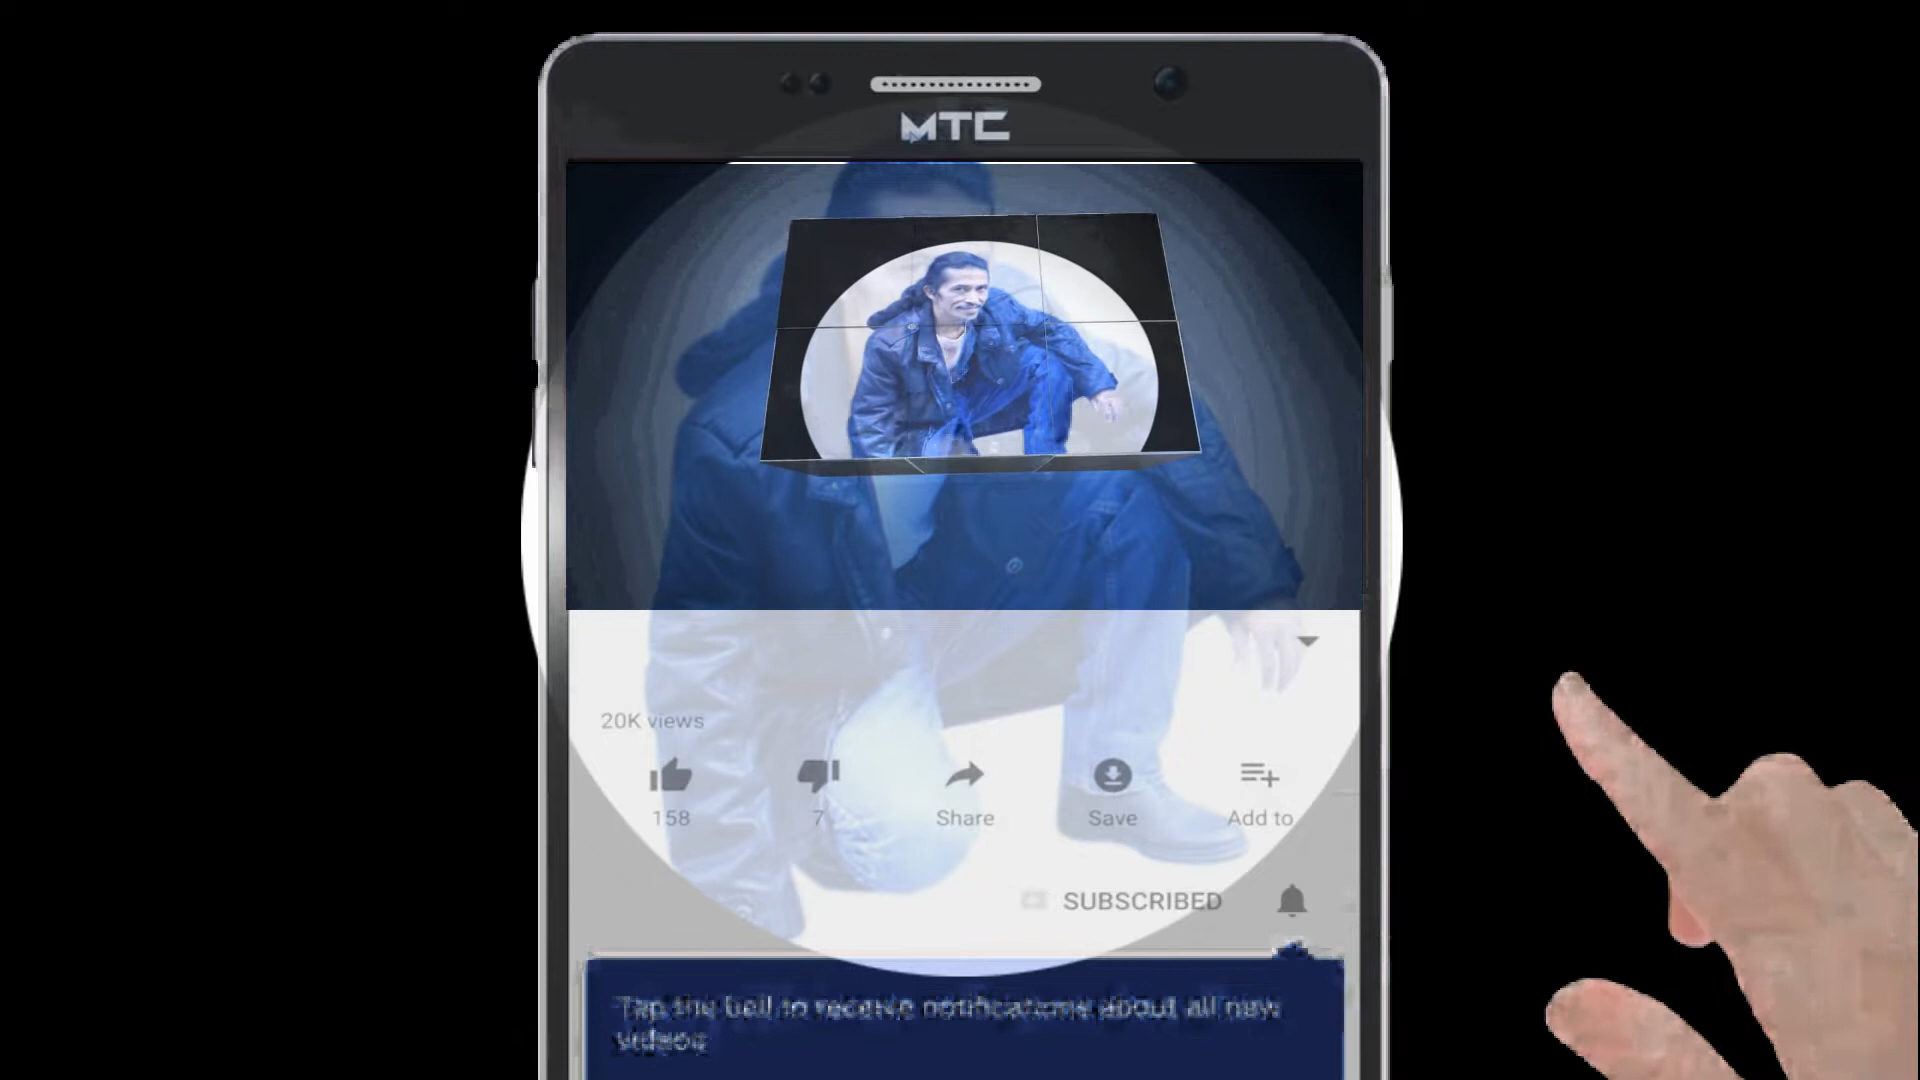 MTC
20K views
158
7
Share
Save
Add to
SUBSCRIBED
Tap the bell to receive notifications about all new
videos